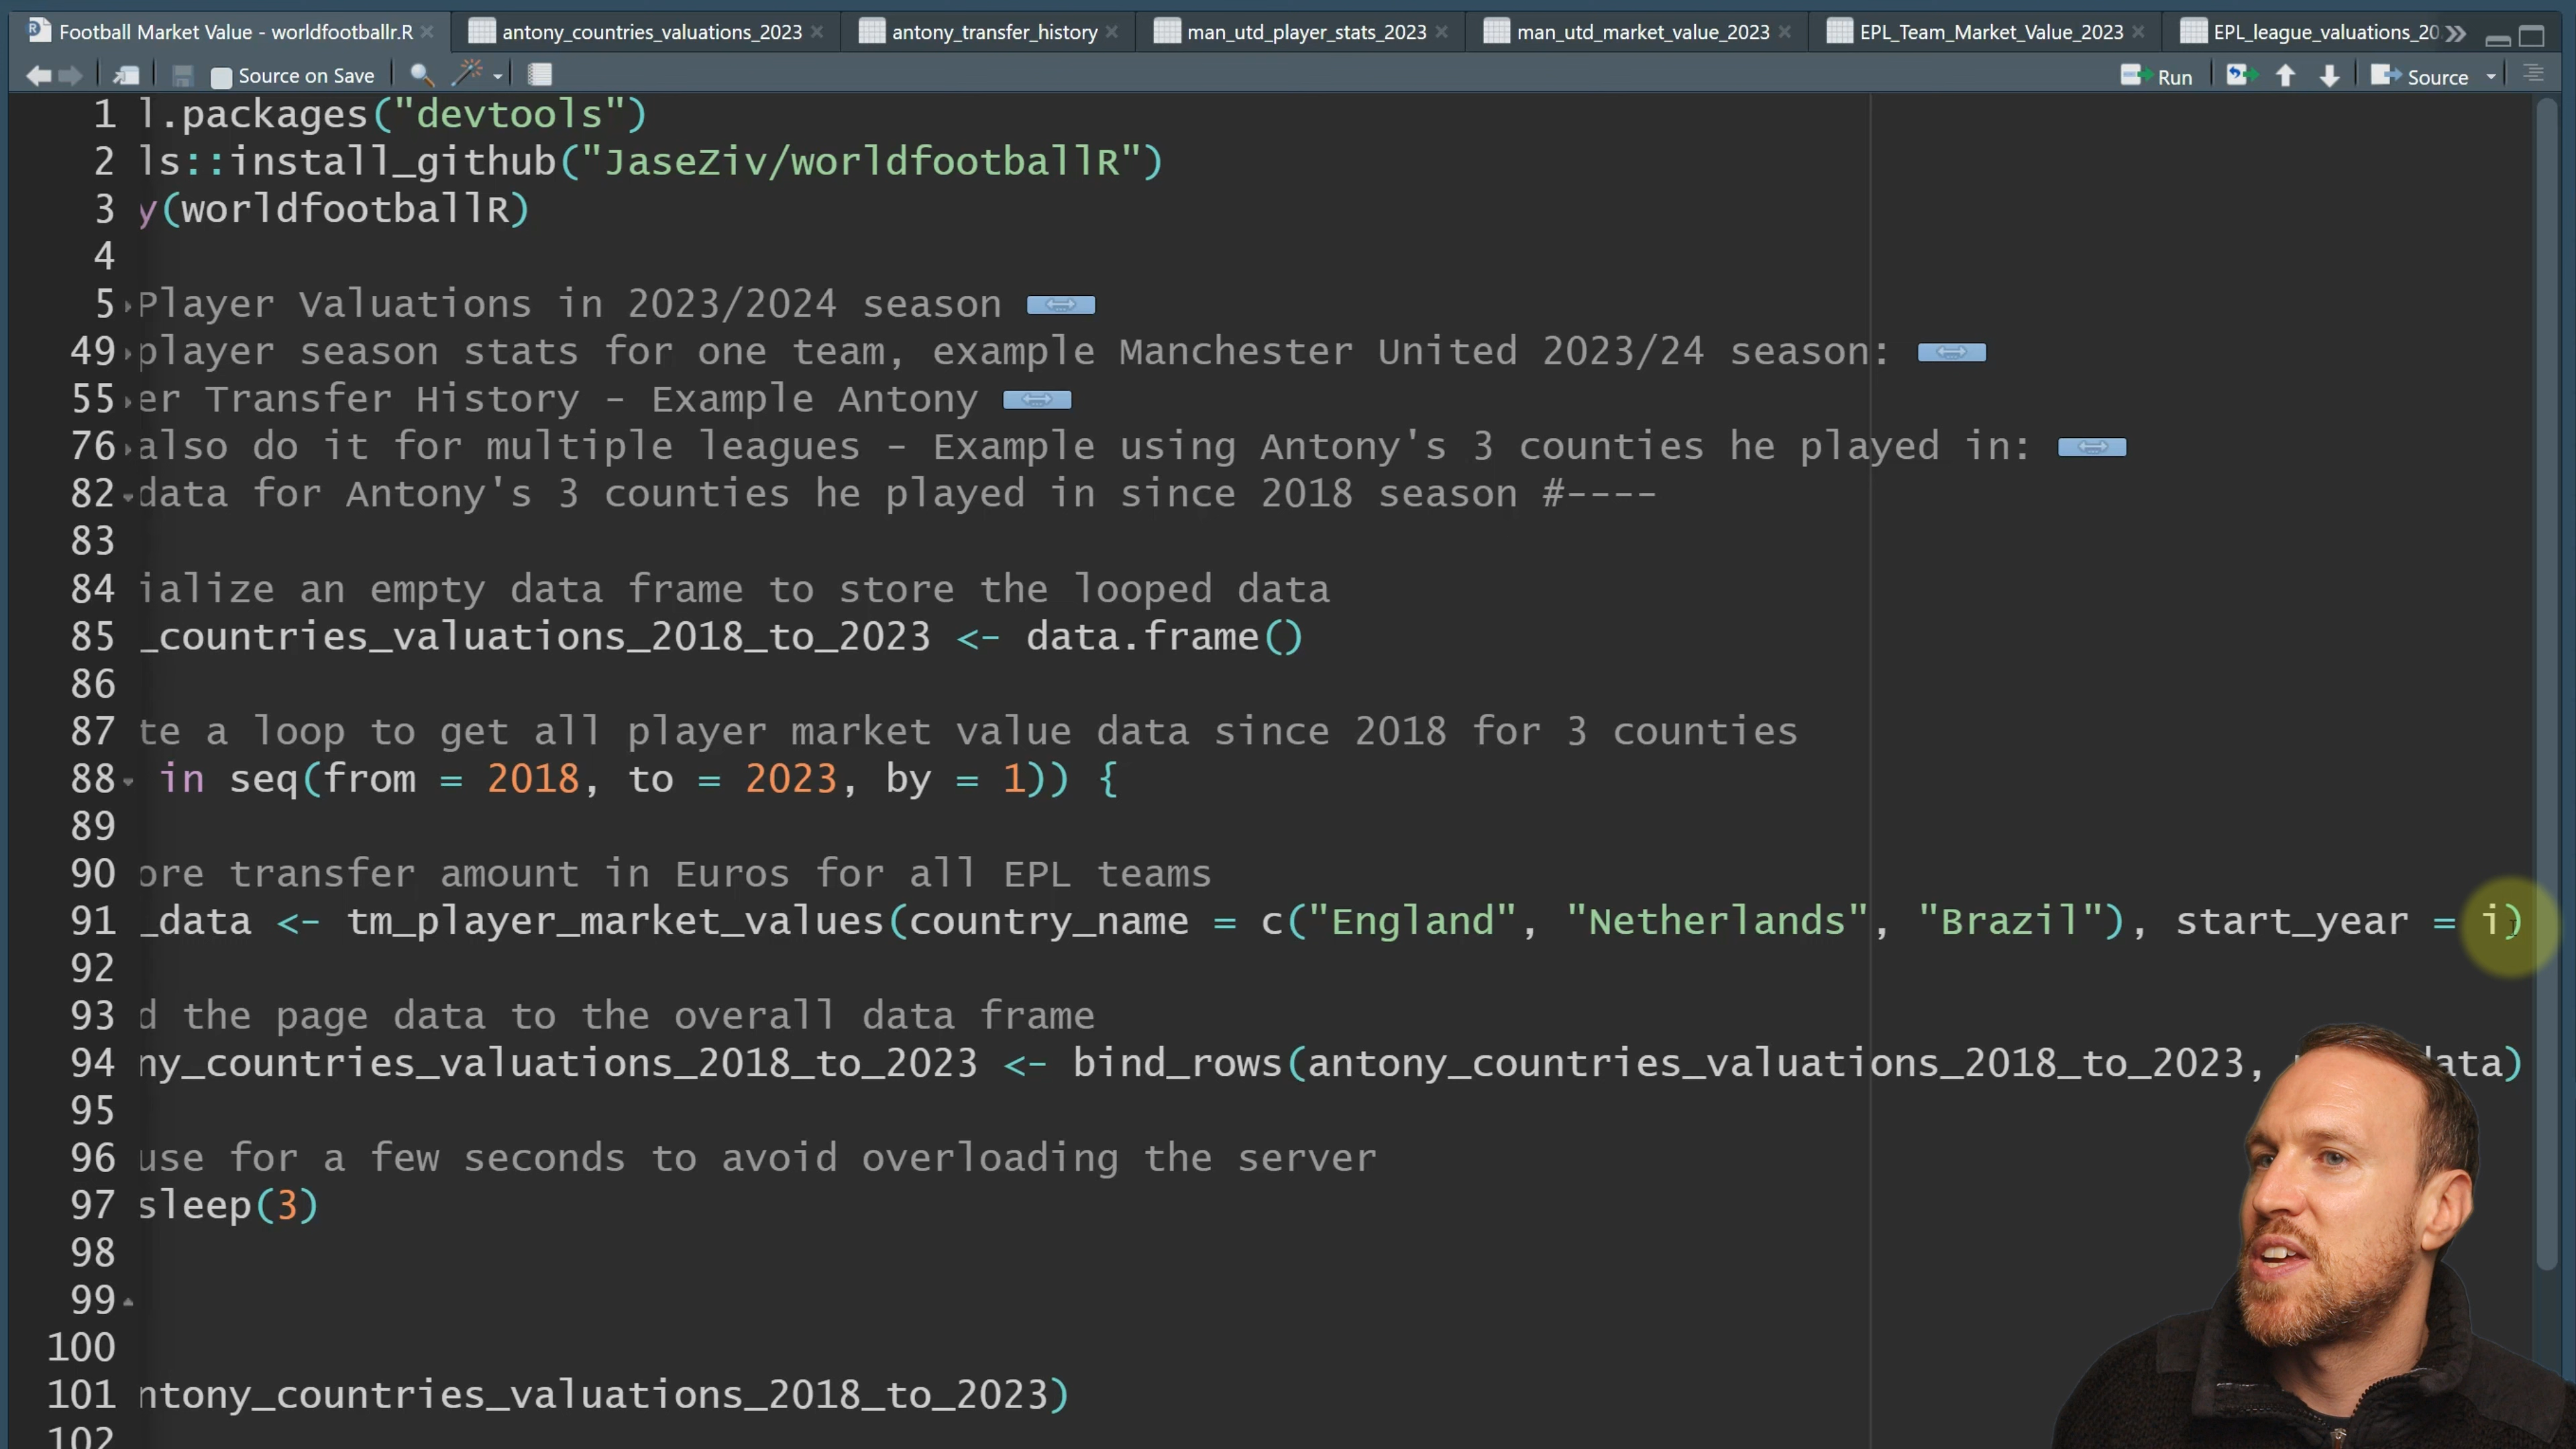 Football Market Value - worldfootballr.R
antony_countries_valuations_2023
antony_transfer_history
man_utd_player_stats_2023
man_utd_market_value_2023
EPL_Team_Market_Value_2023
EPL_league_valuations_20
Source on Save
Run
Source
1 l.packages("devtools")
2 ls::install_github("JaseZiv/worldfootballR")
3 y(worldfootballR)
4
5 Player Valuations in 2023/2024 season
49 player season stats for one team, example Manchester United 2023/24 season:
55 er Transfer History - Example Antony
76 also do it for multiple leagues - Example using Antony's 3 counties he played in:
82 data for Antony's 3 counties he played in since 2018 season #----
83
84 ialize an empty data frame to store the looped data
85 _countries_valuations_2018_to_2023 <- data.frame()
86
87 te a loop to get all player market value data since 2018 for 3 counties
88 in seq(from = 2018, to = 2023, by = 1)) {
89
90 ore transfer amount in Euros for all EPL teams
91 _data <- tm_player_market_values(country_name = c("England", "Netherlands", "Brazil"), start_year = i)
92
93 d the page data to the overall data frame
94 ny_countries_valuations_2018_to_2023 <- bind_rows(antony_countries_valuations_2018_to_2023, ata)
95
96 use for a few seconds to avoid overloading the server
97 sleep(3)
98
99
100
101 ntony_countries_valuations_2018_to_2023)
102